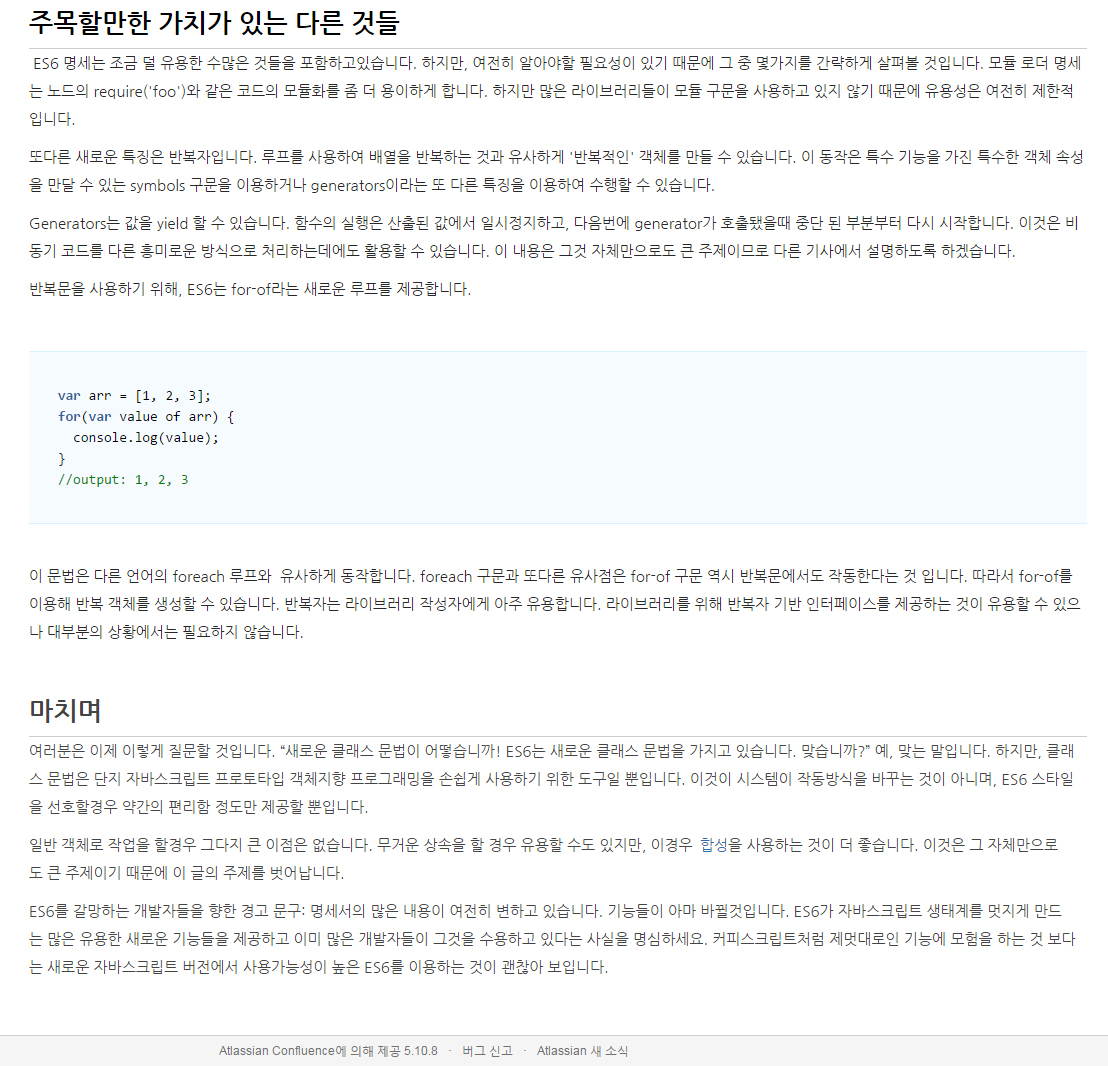 주목할만한 가치가 있는 다른 것들
ES6 명세는 조금 덜 유용한 수많은 것들을 포함하고있습니다. 하지만, 여전히 알아야할 필요성이 있기 때문에 그 중 몇가지를 간략하게 살펴볼 것입니다. 모듈 로더 명세
는 노드의 require('foo')와 같은 코드의 모듈화를 좀 더 용이하게 합니다. 하지만 많은 라이브러리들이 모듈 구문을 사용하고 있지 않기 때문에 유용성은 여전히 제한적
입니다.
또다른 새로운 특징은 반복자입니다. 루프를 사용하여 배열을 반복하는 것과 유사하게 '반복적인' 객체를 만들 수 있습니다. 이 동작은 특수 기능을 가진 특수한 객체 속성
을 만달 수 있는 symbols 구문을 이용하거나 generators이라는 또 다른 특징을 이용하여 수행할 수 있습니다.
Generators는 값을 yield 할 수 있습니다. 함수의 실행은 산출된 값에서 일시정지하고, 다음번에 generator가 호출됐을때 중단 된 부분부터 다시 시작합니다. 이것은 비
동기 코드를 다른 흥미로운 방식으로 처리하는데에도 활용할 수 있습니다. 이 내용은 그것 자체만으로도 큰 주제이므로 다른 기사에서 설명하도록 하겠습니다.
반복문을 사용하기 위해, ES6는 for-of라는 새로운 루프를 제공합니다.
var arr = [1, 2, 3];
for(var value of arr) {
  console.log(value);
}
//output: 1, 2, 3
이 문법은 다른 언어의 foreach 루프와  유사하게 동작합니다. foreach 구문과 또다른 유사점은 for-of 구문 역시 반복문에서도 작동한다는 것 입니다. 따라서 for-of를
이용해 반복 객체를 생성할 수 있습니다. 반복자는 라이브러리 작성자에게 아주 유용합니다. 라이브러리를 위해 반복자 기반 인터페이스를 제공하는 것이 유용할 수 있으
나 대부분의 상황에서는 필요하지 않습니다.
마치며
여러분은 이제 이렇게 질문할 것입니다. “새로운 클래스 문법이 어떻습니까! ES6는 새로운 클래스 문법을 가지고 있습니다. 맞습니까?” 예, 맞는 말입니다. 하지만, 클래
스 문법은 단지 자바스크립트 프로토타입 객체지향 프로그래밍을 손쉽게 사용하기 위한 도구일 뿐입니다. 이것이 시스템이 작동방식을 바꾸는 것이 아니며, ES6 스타일
을 선호할경우 약간의 편리함 정도만 제공할 뿐입니다.
일반 객체로 작업을 할경우 그다지 큰 이점은 없습니다. 무거운 상속을 할 경우 유용할 수도 있지만, 이경우  합성을 사용하는 것이 더 좋습니다. 이것은 그 자체만으로
도 큰 주제이기 때문에 이 글의 주제를 벗어납니다.
ES6를 갈망하는 개발자들을 향한 경고 문구: 명세서의 많은 내용이 여전히 변하고 있습니다. 기능들이 아마 바뀔것입니다. ES6가 자바스크립트 생태계를 멋지게 만드
는 많은 유용한 새로운 기능들을 제공하고 이미 많은 개발자들이 그것을 수용하고 있다는 사실을 명심하세요. 커피스크립트처럼 제멋대로인 기능에 모험을 하는 것 보다
는 새로운 자바스크립트 버전에서 사용가능성이 높은 ES6를 이용하는 것이 괜찮아 보입니다.
Atlassian Confluence에 의해 제공 5.10.8 · 버그 신고 · Atlassian 새 소식